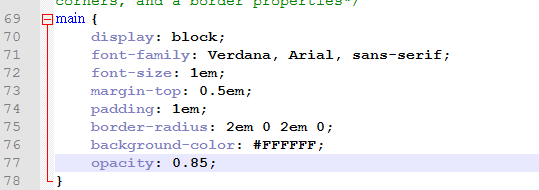 corners, and a border properties*/
69 main {
70 display: block;
71 font-family: Verdana, Arial, sans-serif;
72 font-size: 1em;
73 margin-top: 0.5em;
74 padding: 1em;
75 border-radius: 2em 0 2em 0;
76 background-color: #FFFFFF;
77 opacity: 0.85;
78 }